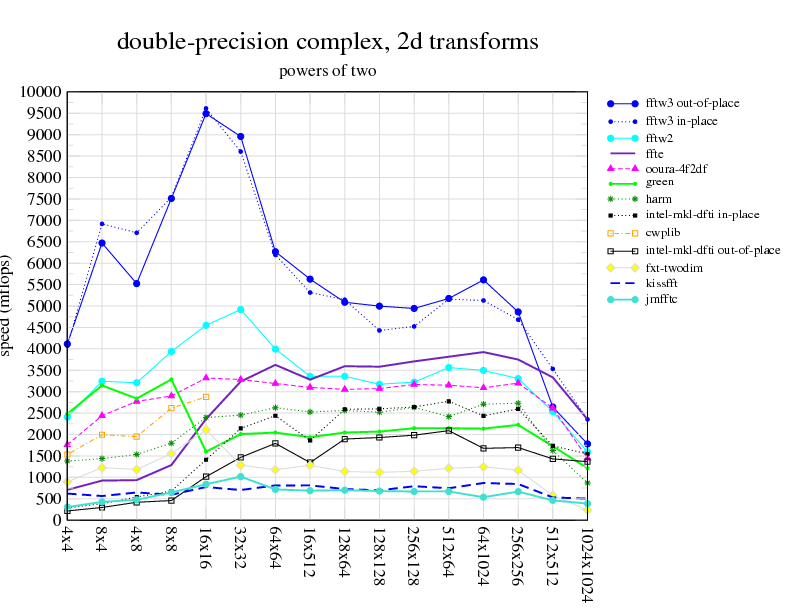 double-precision complex, 2d transforms
powers of two
speed (mflops)
10000
9500
9000
8500
8000
7500
7000
6500
6000
5500
5000
4500
4000
3500
3000
2500
2000
1500
1000
500
0
4x4
8x4
4x8
8x8
16x16
32x32
64x64
16x512
128x64
128x128
256x128
512x64
64x1024
256x256
512x512
1024x1024
fftw3 out-of-place
fftw3 in-place
fftw2
ffte
ooura-4f2df
green
harm
intel-mkl-dfti in-place
cwplib
intel-mkl-dfti out-of-place
fxt-twodim
kissfft
jmfftc